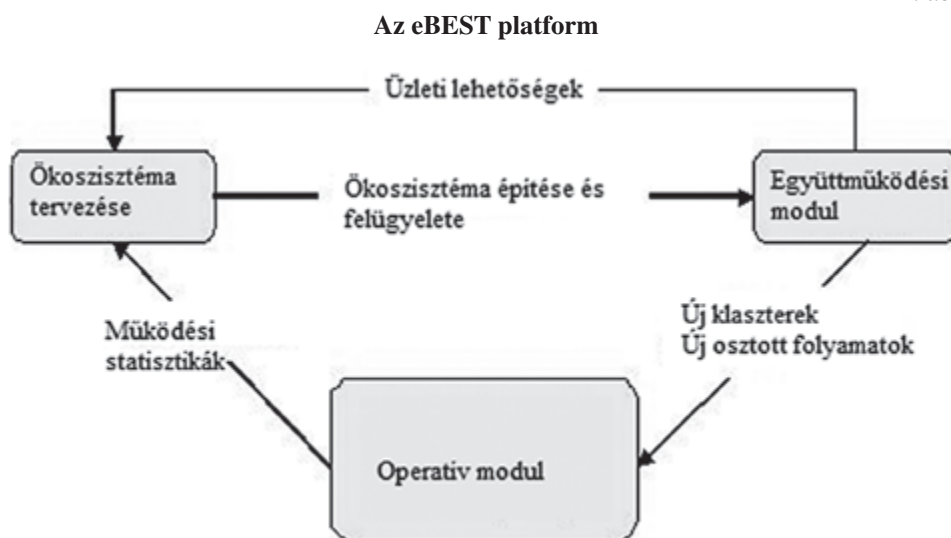 Az eBEST platform
Üzleti lehetőségek
Ökoszisztéma
tervezése
Ökoszisztéma építése és
felügyelete
Együttműködési
modul
Működési
statisztikák
Új klaszterek
Új osztott folyamatok
Operativ modul